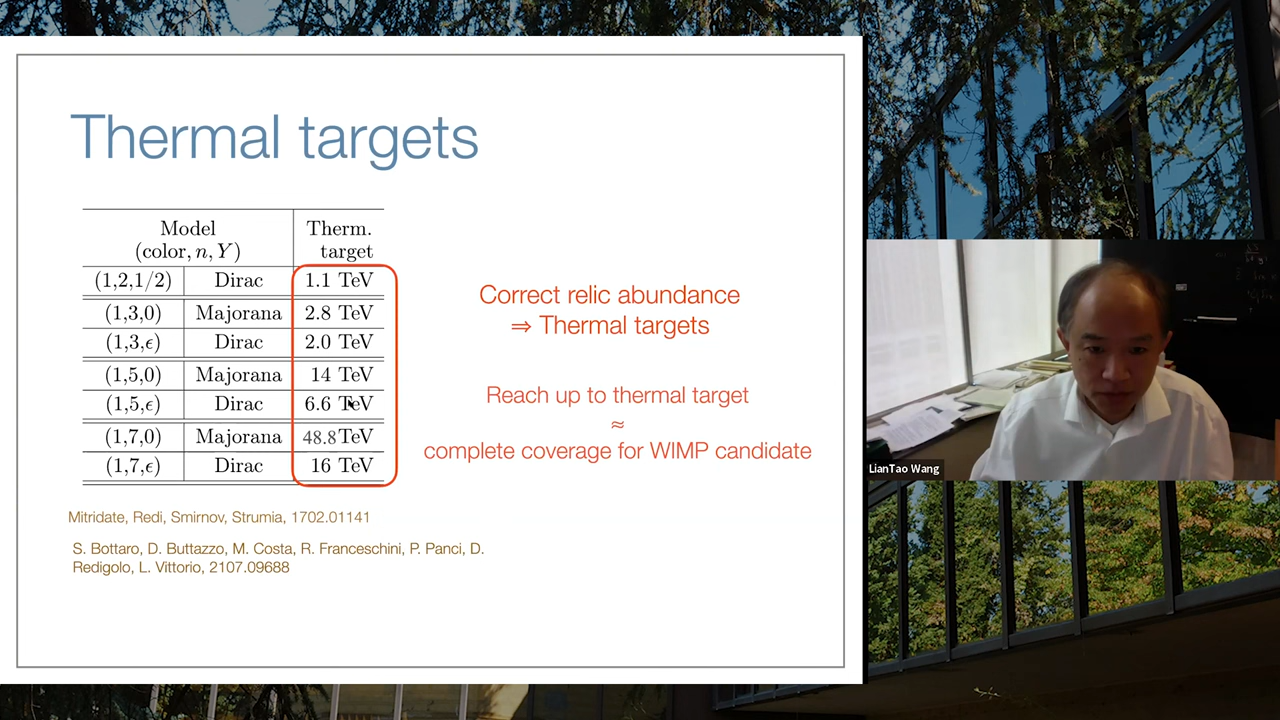 Thermal targets
Model Therm.
(color, n, Y) target
(1,2,1/2) Dirac 1.1 TeV
(1,3,0) Majorana 2.8 TeV
(1,3,ϵ) Dirac 2.0 TeV
(1,5,0) Majorana 14 TeV
(1,5,ϵ) Dirac 6.6 TeV
(1,7,0) Majorana 48.8TeV
(1,7,ϵ) Dirac 16 TeV
Correct relic abundance
⇒ Thermal targets
Reach up to thermal target
≈
complete coverage for WIMP candidate
Mitridate, Redi, Smirnov, Strumia, 1702.01141
S. Bottaro, D. Buttazzo, M. Costa, R. Franceschini, P. Panci, D.
Redigolo, L. Vittorio, 2107.09688
LianTao Wang